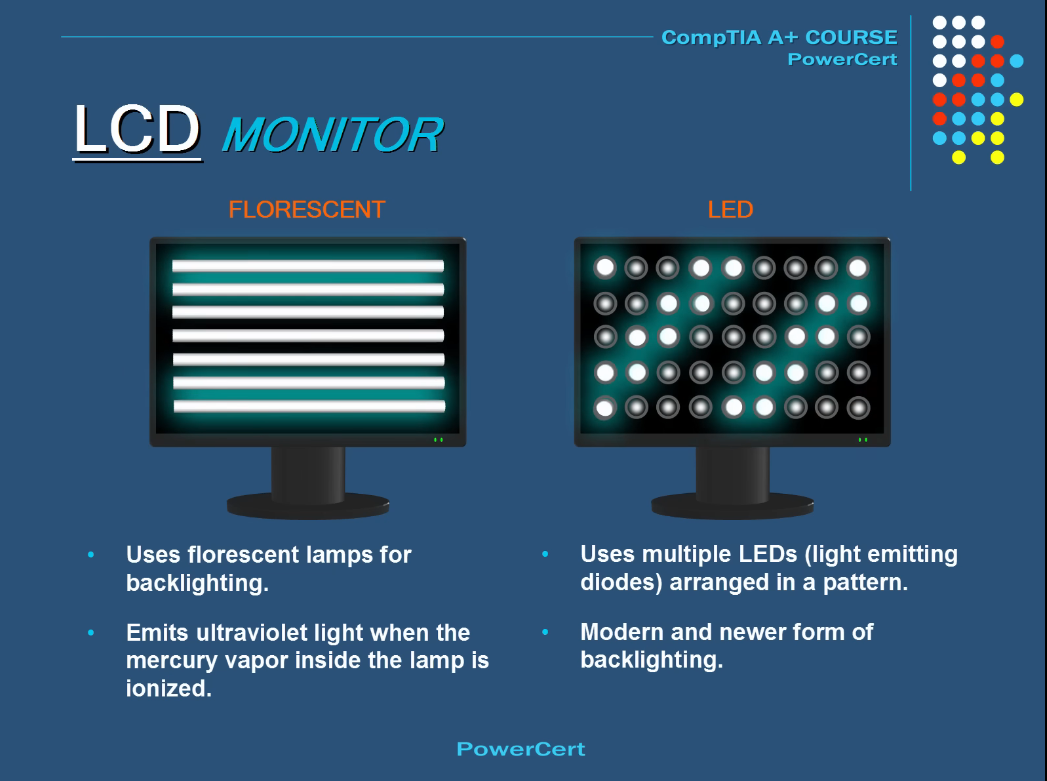 CompTIA A+ COURSE
PowerCert
LCD MONITOR
FLORESCENT
LED
• Uses florescent lamps for
backlighting.
• Emits ultraviolet light when the
mercury vapor inside the lamp is
ionized.
• Uses multiple LEDs (light emitting
diodes) arranged in a pattern.
• Modern and newer form of
backlighting.
PowerCert